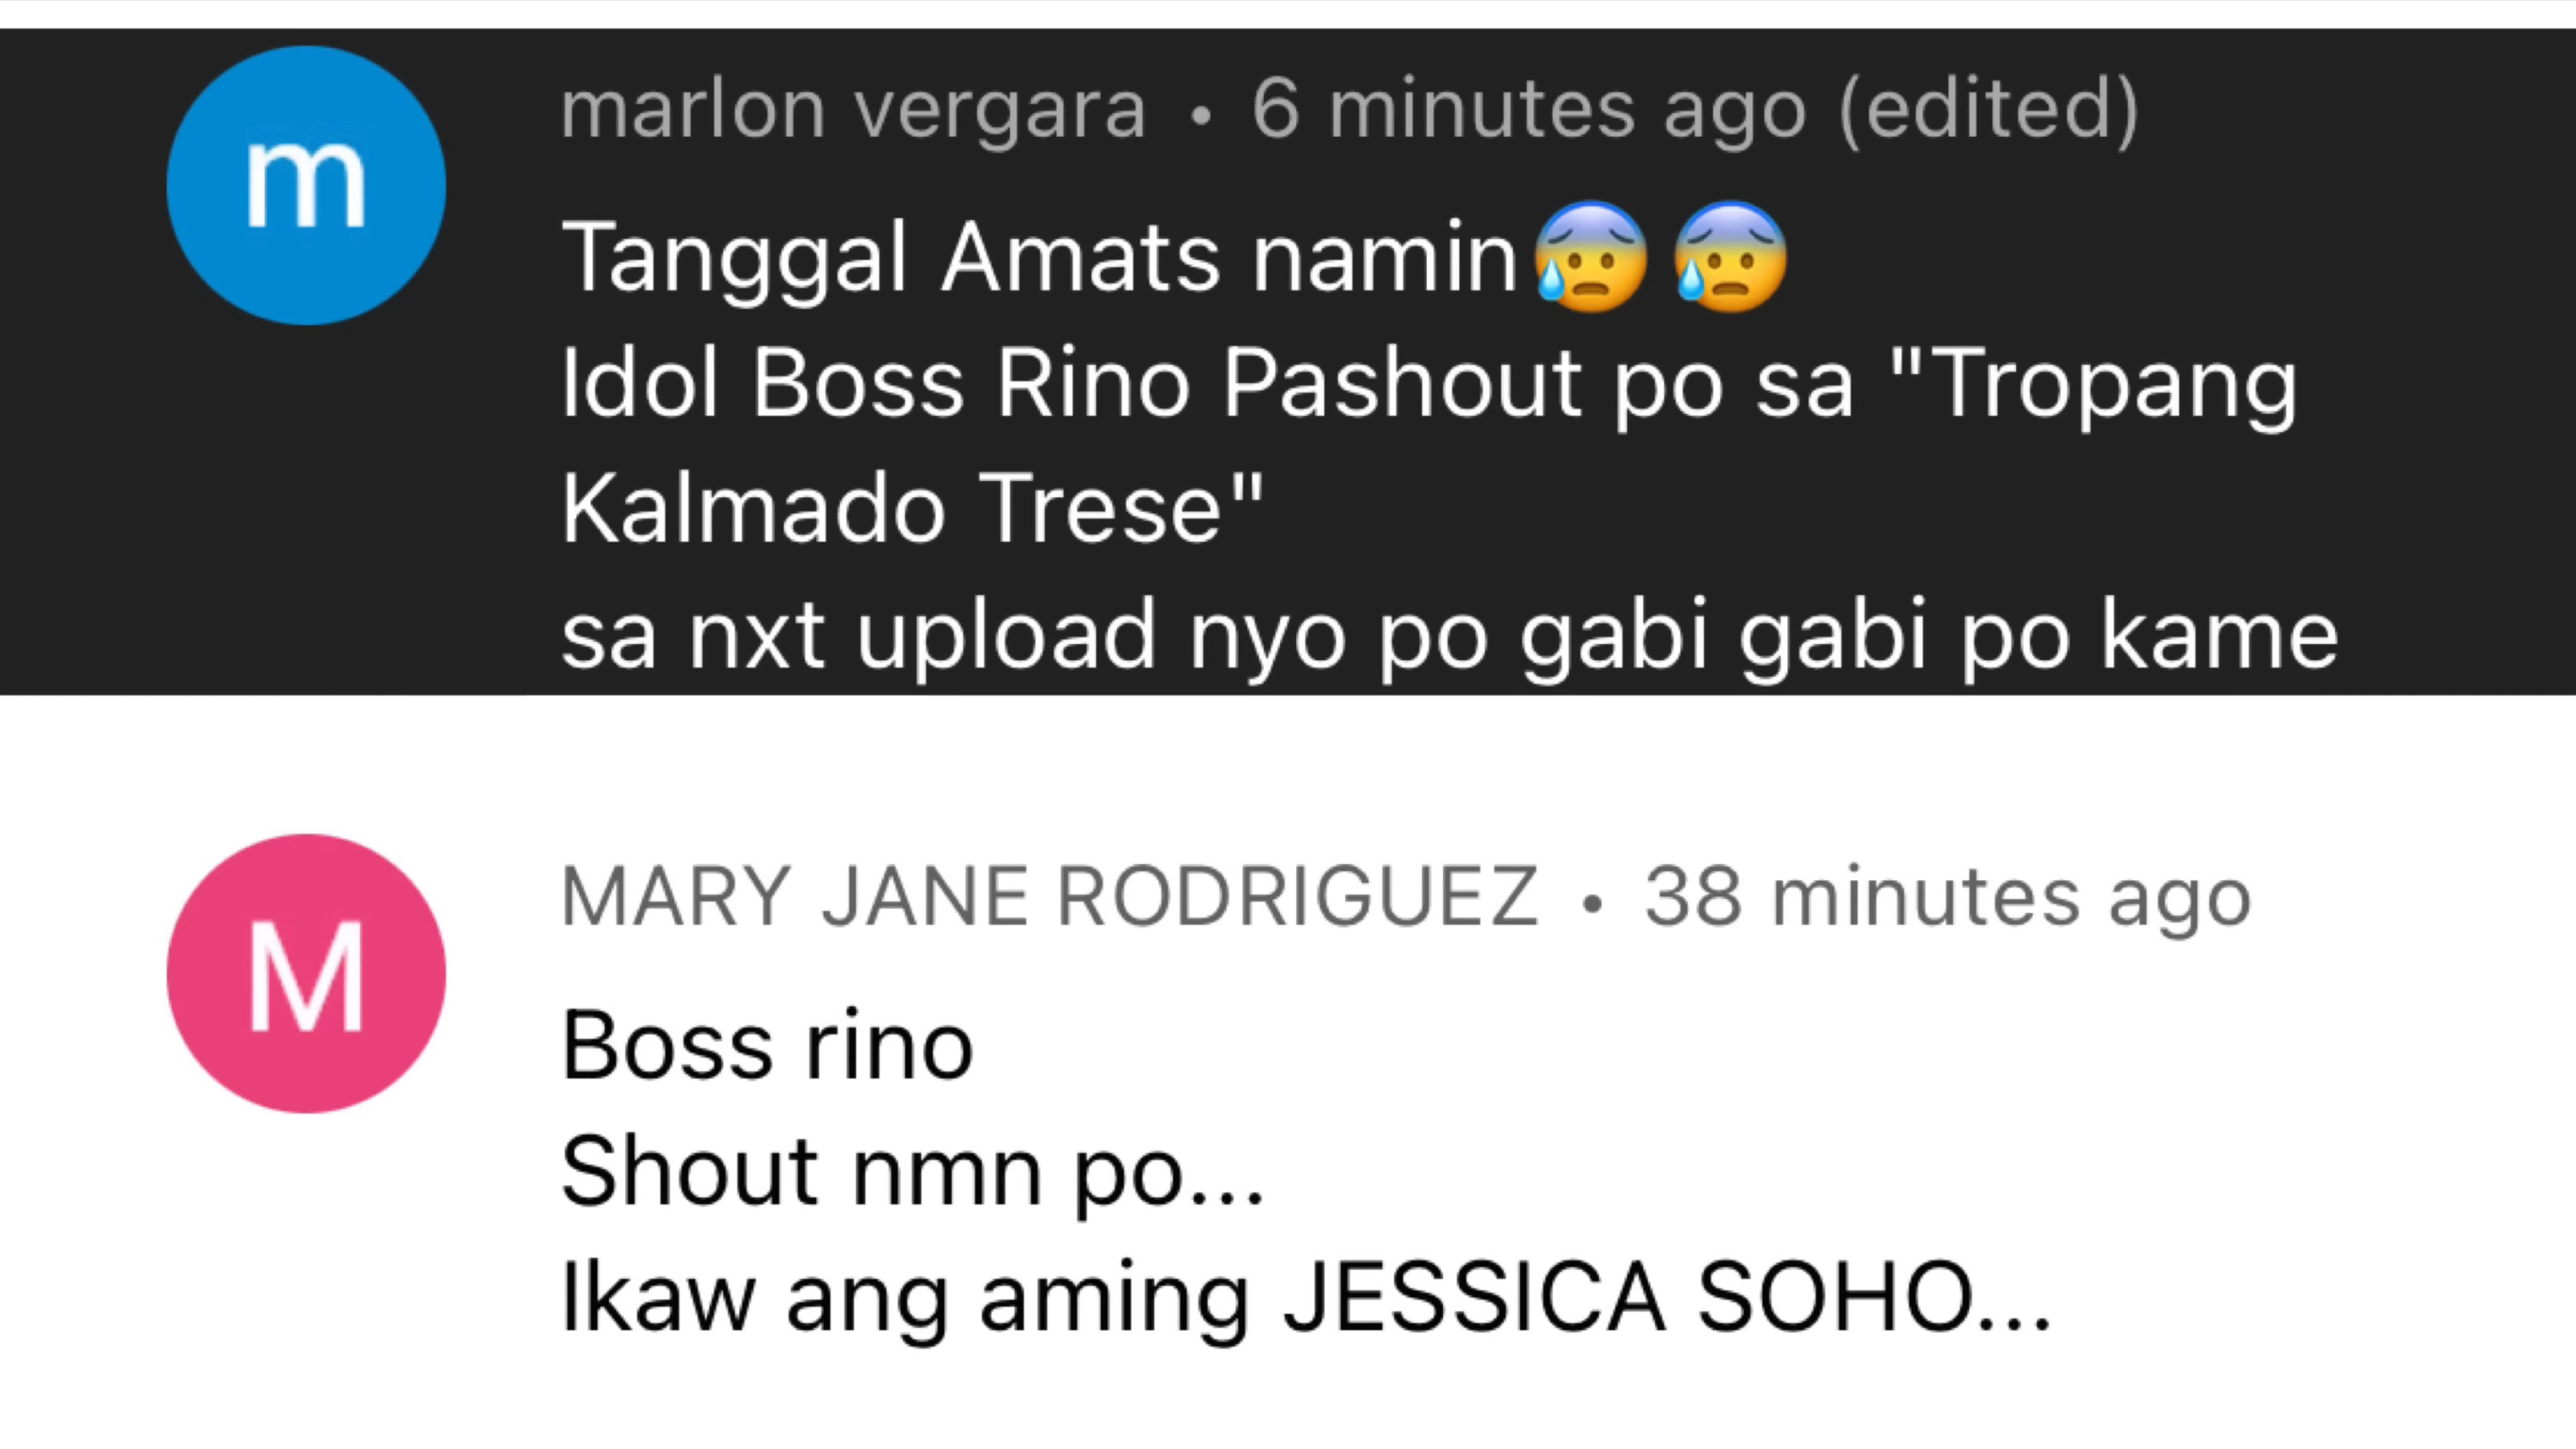 m
marlon vergara • 6 minutes ago (edited)
Tanggal Amats namin😰😰
Idol Boss Rino Pashout po sa "Tropang
Kalmado Trese"
sa nxt upload nyo po gabi gabi po kame
M
MARY JANE RODRIGUEZ • 38 minutes ago
Boss rino
Shout nmn po...
Ikaw ang aming JESSICA SOHO...